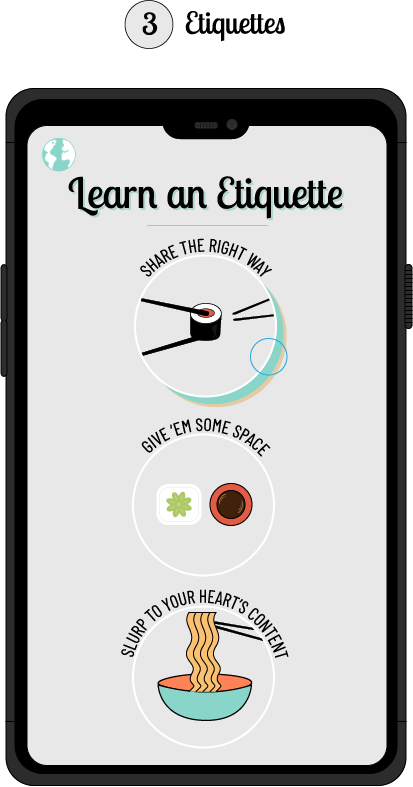 3 Etiquettes
Learn an Etiquette
SHARE THE RIGHT WAY
GIVE 'EM SOME SPACE
SLURP TO YOUR HEART'S CONTENT